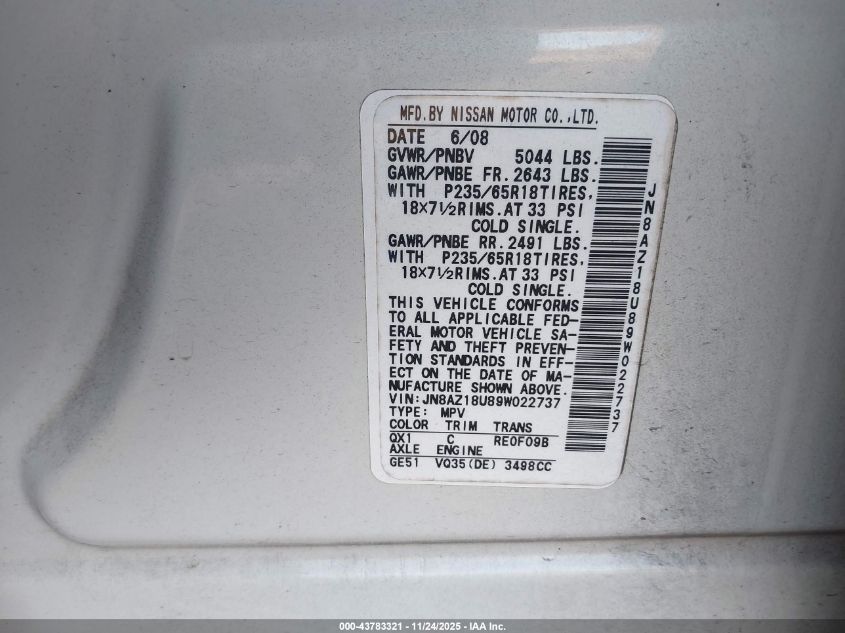 MFD.BY NISSAN MOTOR CO.,LTD.
DATE 6/08
GVWR/PNBV 5044 LBS.
GAWR/PNBE FR. 2643 LBS.
WITH P235/65R18TIRES,
18×7½RIMS.AT 33 PSI
COLD SINGLE.
GAWR/PNBE RR. 2491 LBS.
WITH P235/65R18TIRES,
18×7½RIMS.AT 33 PSI
COLD SINGLE.
THIS VEHICLE CONFORMS
TO ALL APPLICABLE FED-
ERAL MOTOR VEHICLE SA-
FETY AND THEFT PREVEN-
TION STANDARDS IN EFF-
ECT ON THE DATE OF MA-
NUFACTURE SHOWN ABOVE.
VIN:JN8AZ18U89W022737
TYPE: MPV
COLOR TRIM TRANS
QX1 C RE0F09B
AXLE ENGINE
GE51 VQ35(DE) 3498CC
JN8AZ18U89W022737
000-43783321 - 11/24/2025 - IAA Inc.